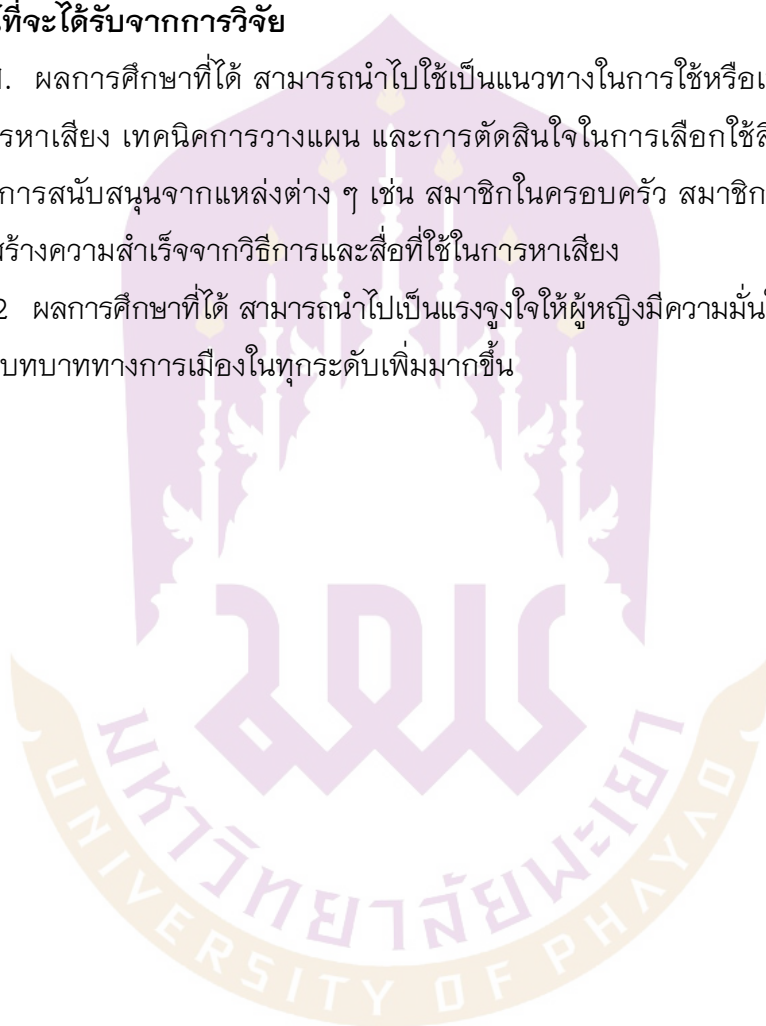 ที่จะได้รับจากการวิจัย
1. ผลการศึกษาที่ได้ สามารถนำไปใช้เป็นแนวทางในการใช้หรือ
รหาเสียง เทคนิคการวางแผน และการตัดสินใจในการเลือกใช้
การสนับสนุนจากแหล่งต่าง ๆ เช่น สมาชิกในครอบครัว สมาชิก
สร้างความสำเร็จจากวิธีการและสื่อที่ใช้ในการหาเสียง
2 ผลการศึกษาที่ได้ สามารถนำไปเป็นแรงจูงใจให้ผู้หญิงมีความมั่น
บทบาททางการเมืองในทุกระดับเพิ่มมากขึ้น
มหาวิทยาลัยพะเยา
UNIVERSITY OF PHAYAO